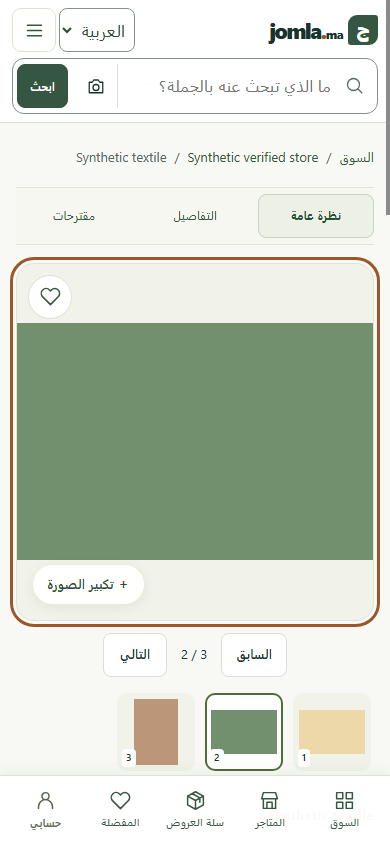 ج jomla.ma
العربية
ما الذي تبحث عنه بالجملة؟
ابحث
السوق / Synthetic verified store / Synthetic textile
نظرة عامة
التفاصيل
مقترحات
+ تكبير الصورة
السابق
2 / 3
التالي
1
2
3
السوق
المتاجر
سلة العروض
المفضلة
حسابي